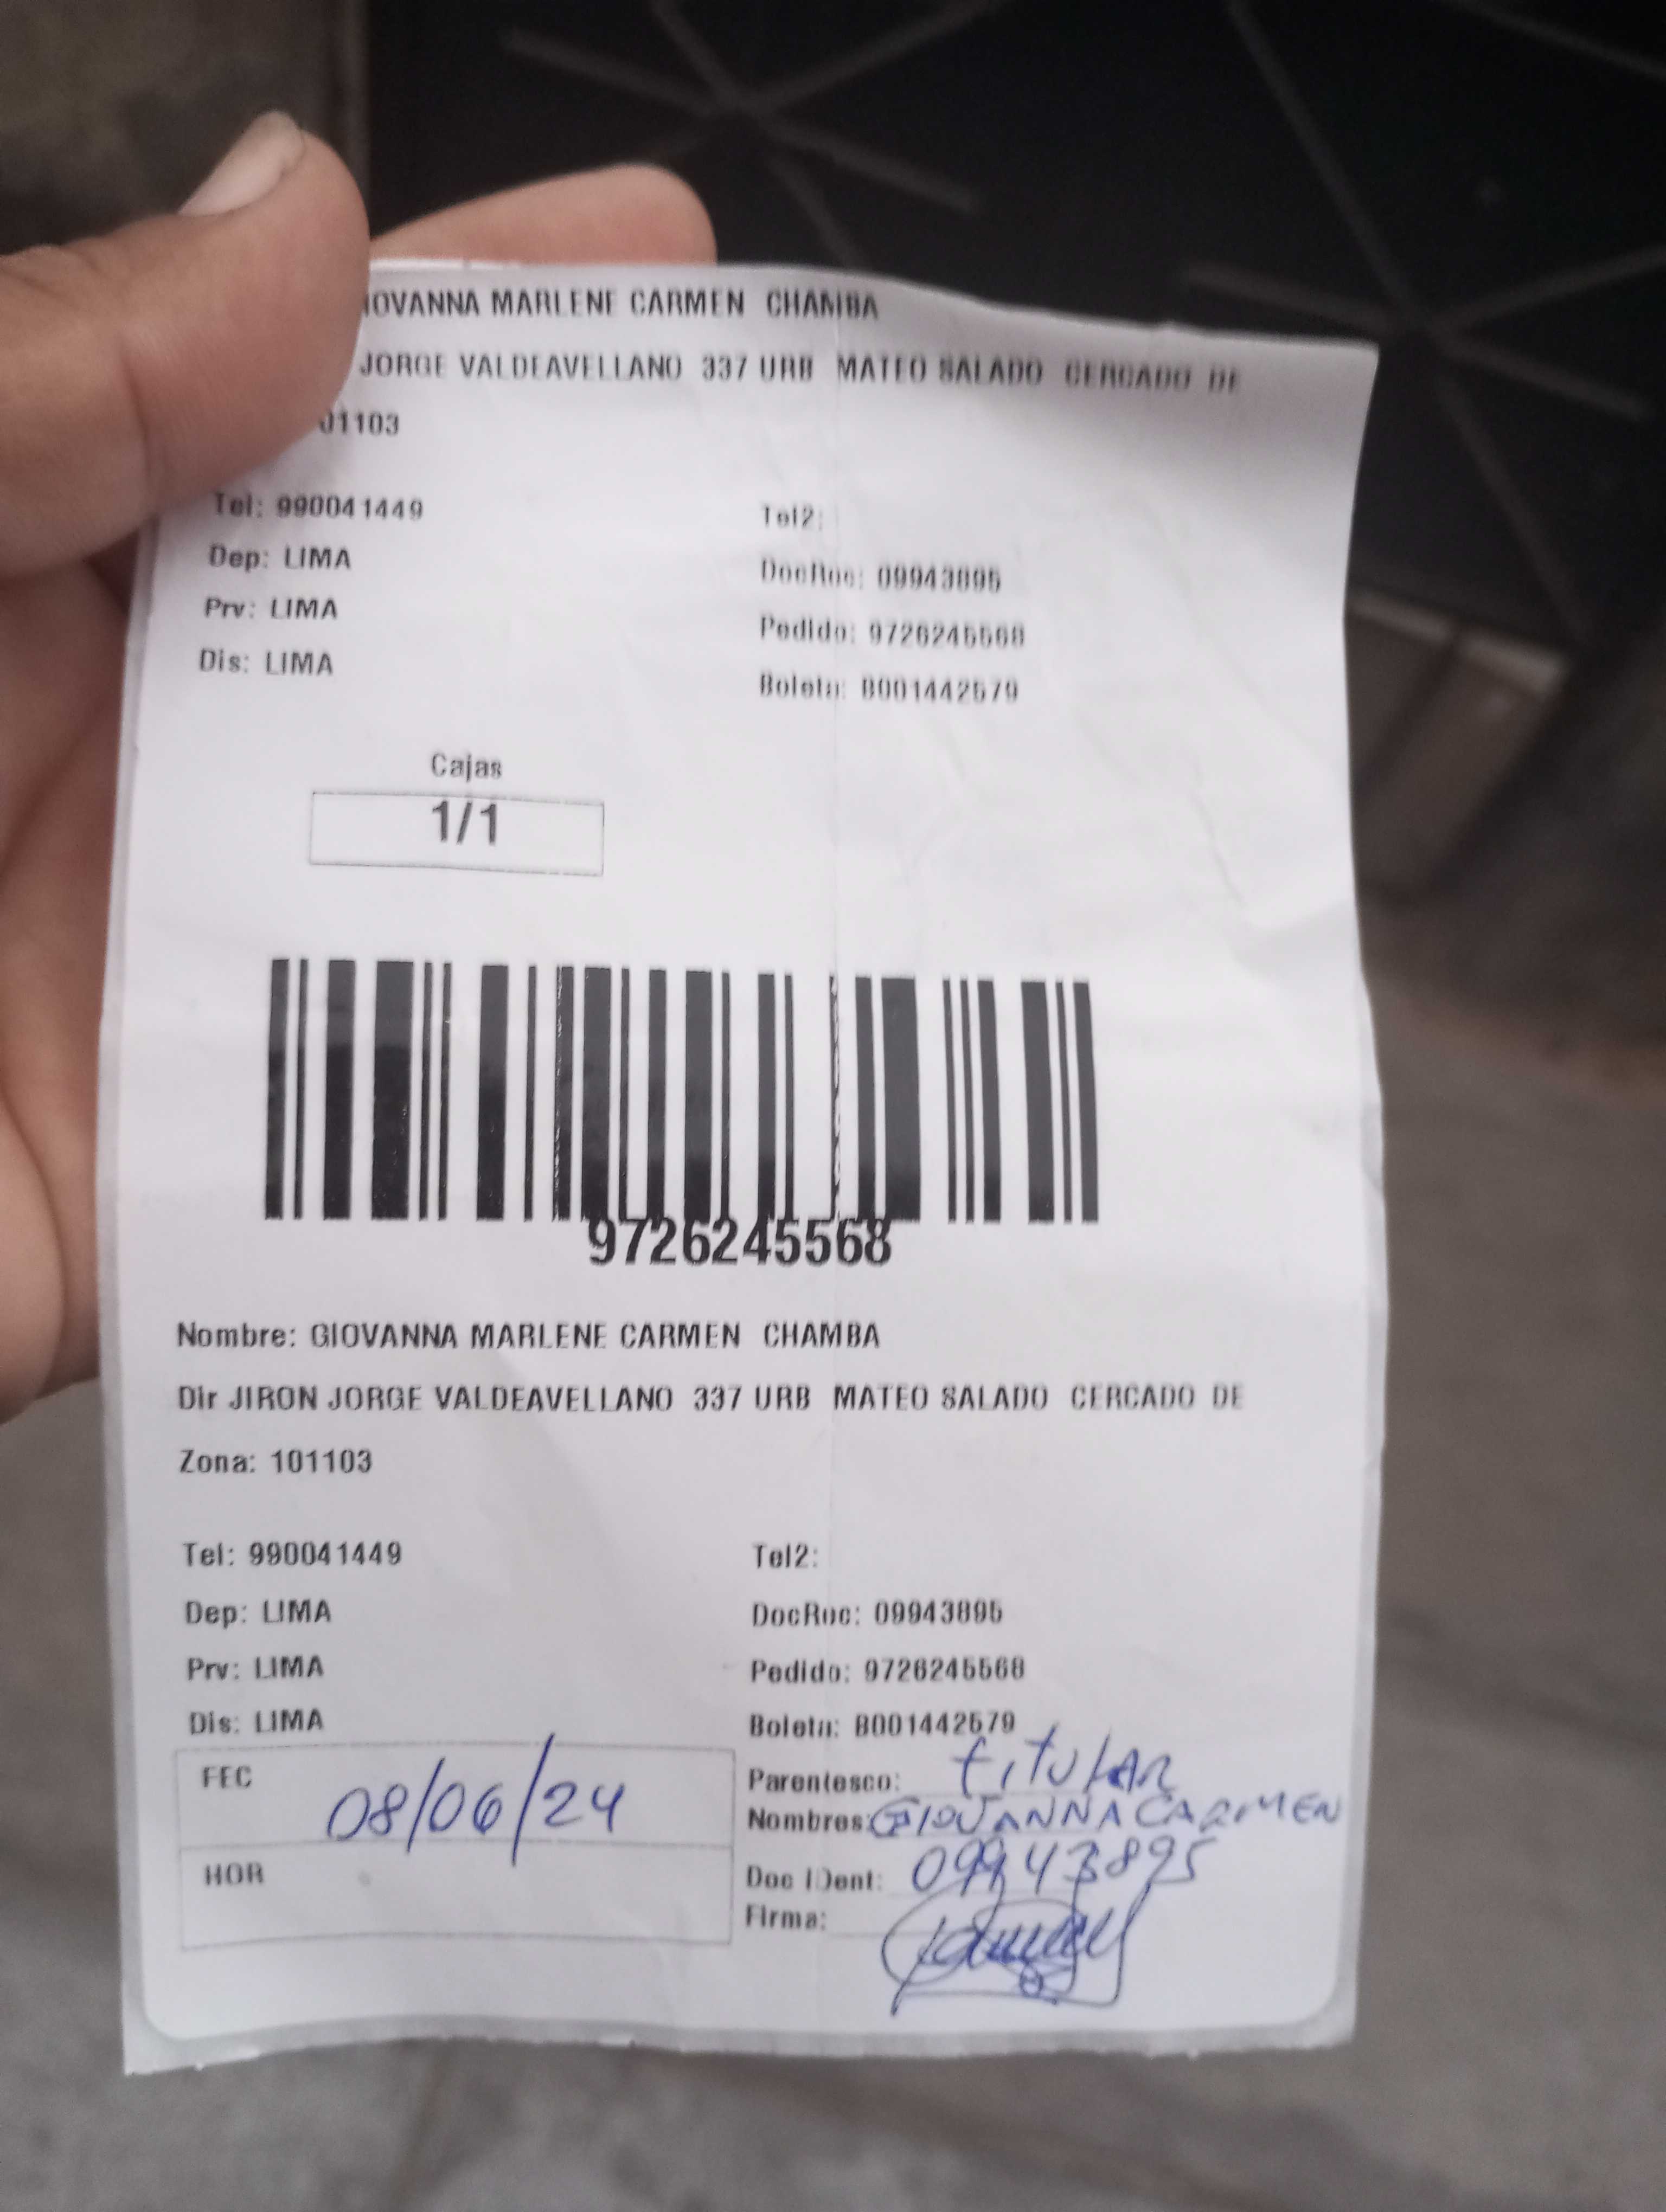 IOVANNA MARLENE CARMEN CHAMBA
JORGE VALDEAVELLANO 337 URB MATEO SALADO CERCADO DE
01103
Tel: 990041449 Tel2:
Dep: LIMA DocRoc: 09943895
Prv: LIMA Pedido: 9726245568
Dis: LIMA Boleta: B001442579
Cajas
1/1
9726245568
Nombre: GIOVANNA MARLENE CARMEN CHAMBA
Dir JIRON JORGE VALDEAVELLANO 337 URB MATEO SALADO CERCADO DE
Zona: 101103
Tel: 990041449 Tel2:
Dep: LIMA DocRoc: 09943895
Prv: LIMA Pedido: 9726245568
Dis: LIMA Boleta: B001442579
FEC 08/06/24 Parentesco: titular
Nombres: GIOVANNA CARMEN
HOR Doc IDent: 09943895
Firma: